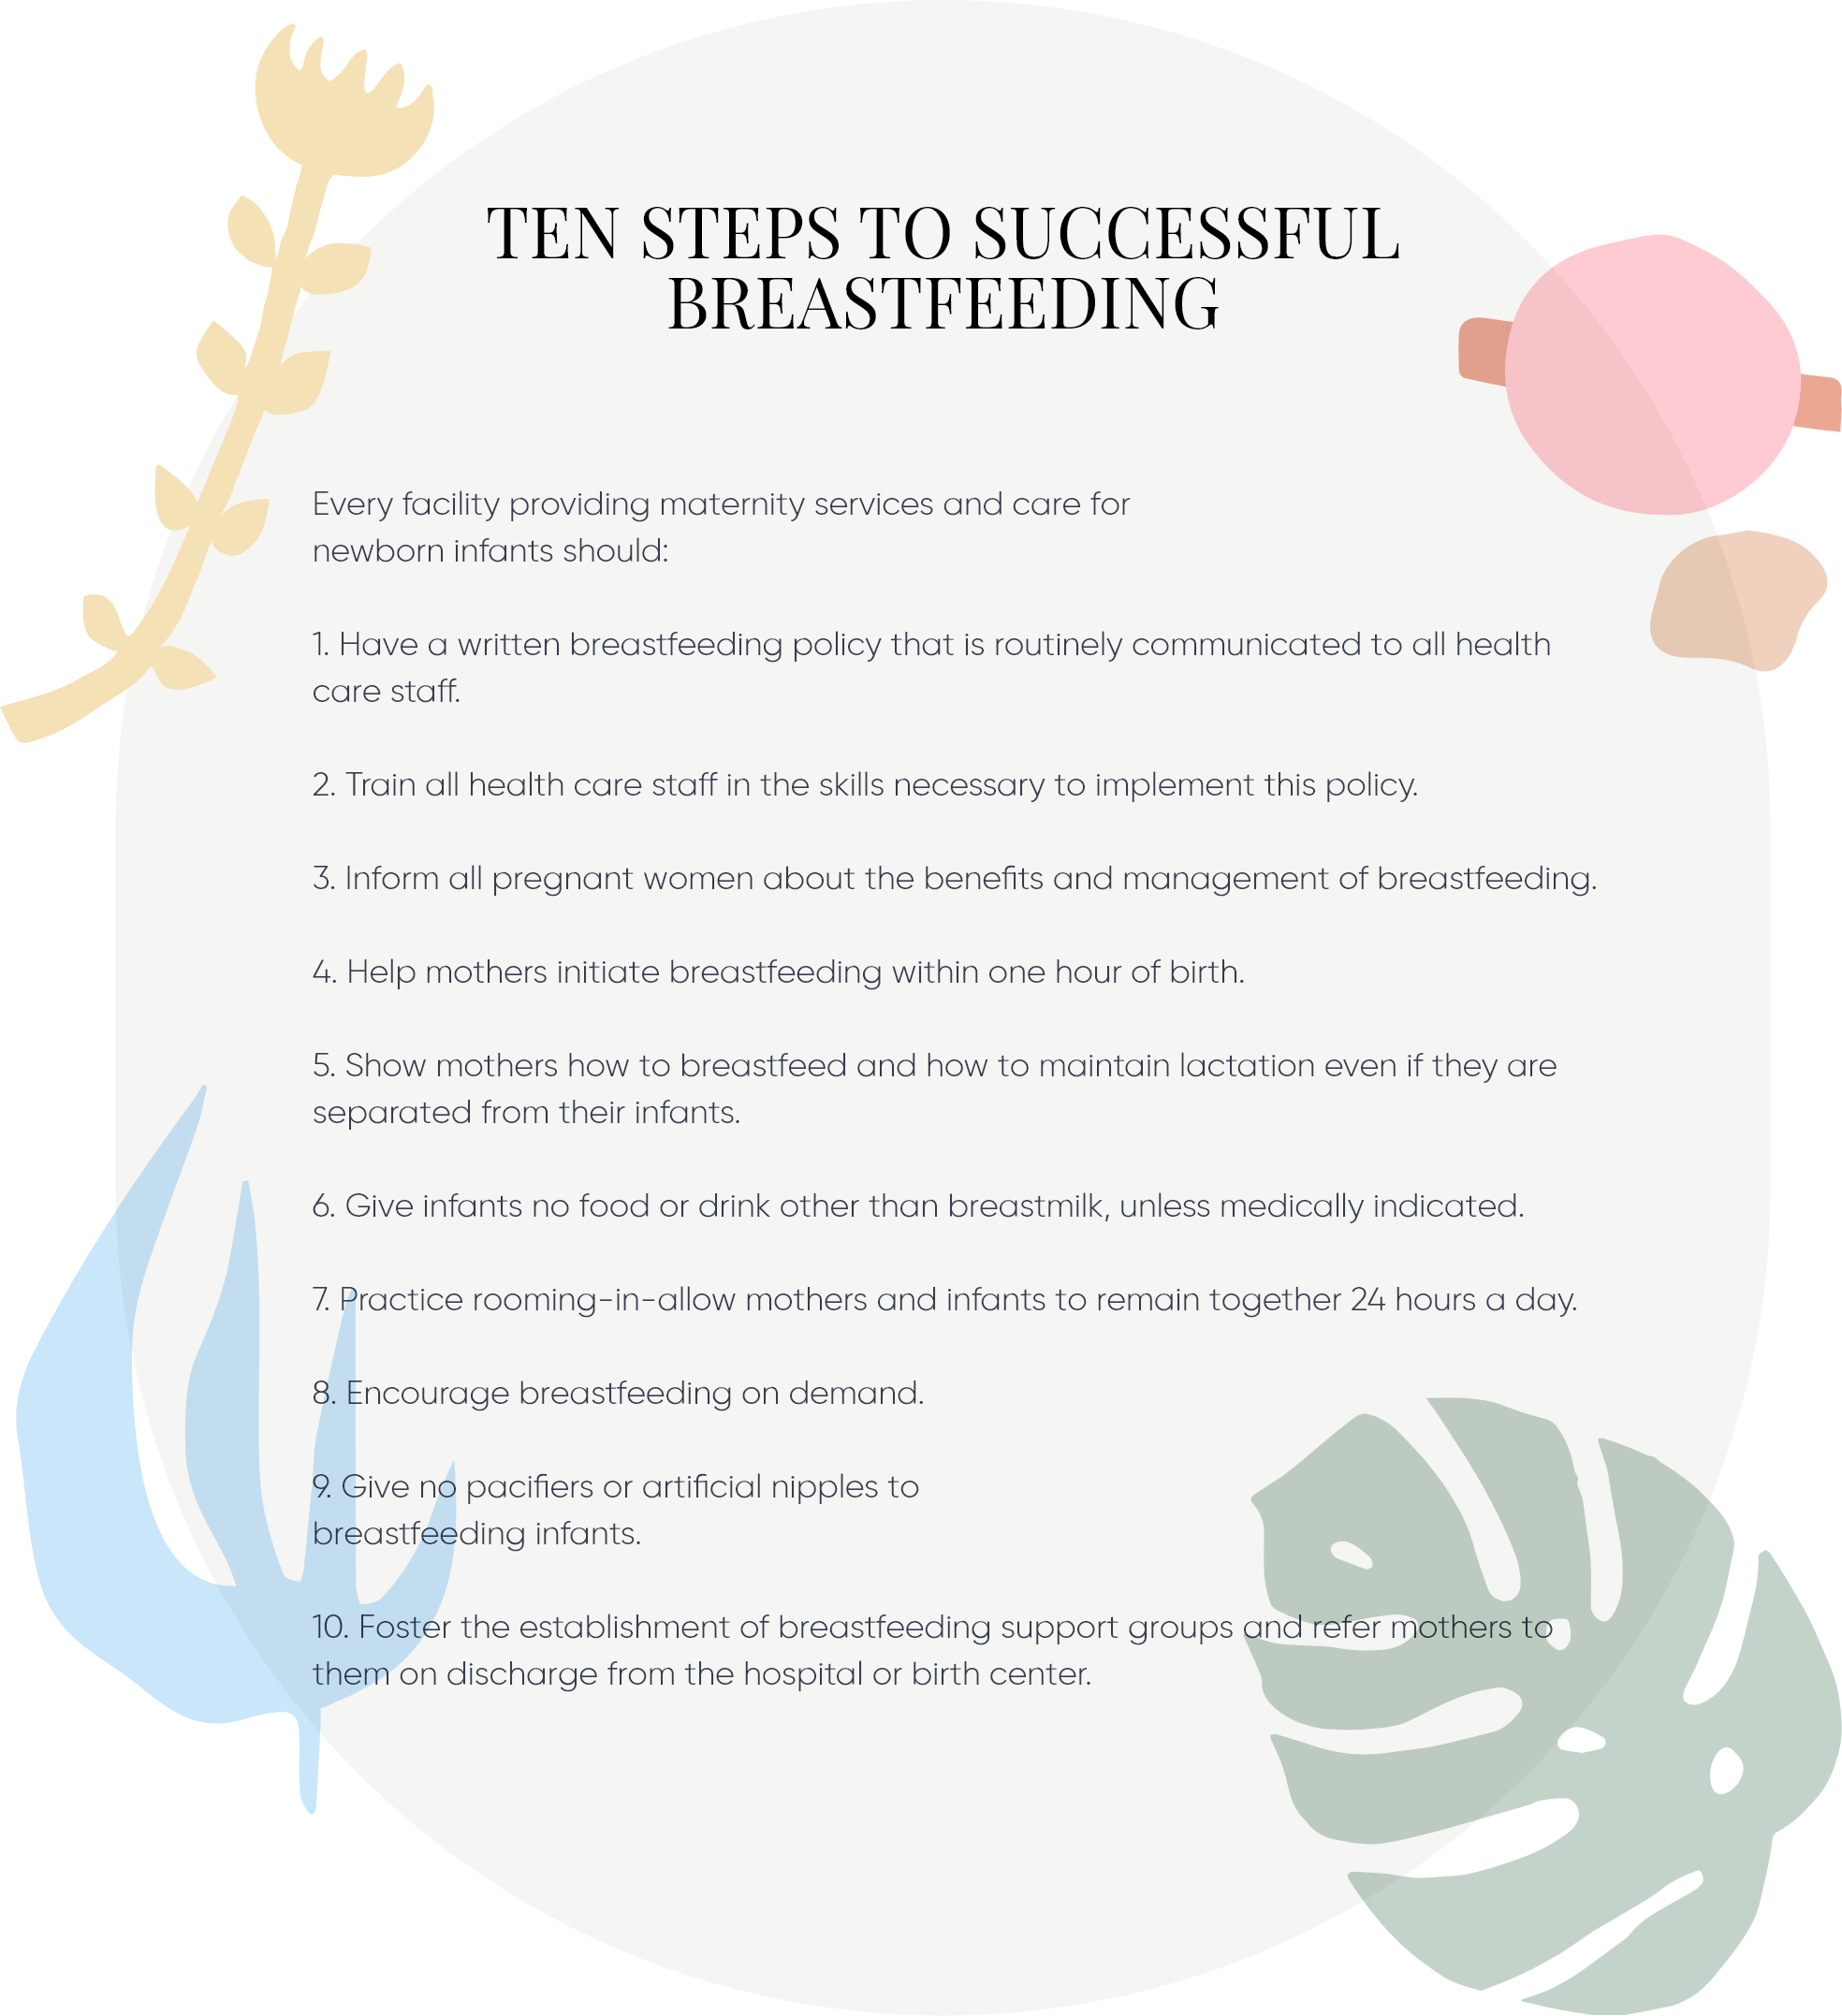 TEN STEPS TO SUCCESSFUL
BREASTFEEDING
Every facility providing maternity services and care for
newborn infants should:
1. Have a written breastfeeding policy that is routinely communicated to all health
care staff.
2. Train all health care staff in the skills necessary to implement this policy.
3. Inform all pregnant women about the benefits and management of breastfeeding.
4. Help mothers initiate breastfeeding within one hour of birth.
5. Show mothers how to breastfeed and how to maintain lactation even if they are
separated from their infants.
6. Give infants no food or drink other than breastmilk, unless medically indicated.
7. Practice rooming-in-allow mothers and infants to remain together 24 hours a day.
8. Encourage breastfeeding on demand.
9. Give no pacifiers or artificial nipples to
breastfeeding infants.
10. Foster the establishment of breastfeeding support groups and refer mothers to
them on discharge from the hospital or birth center.